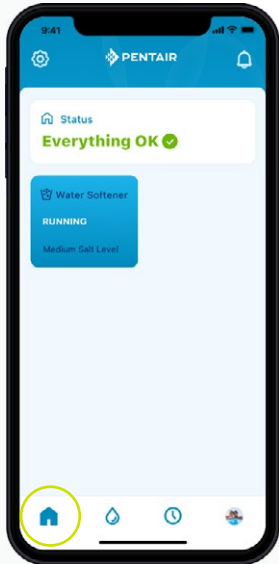 9:41
PENTAIR
Status
Everything OK
Water Softener
RUNNING
Medium Salt Level